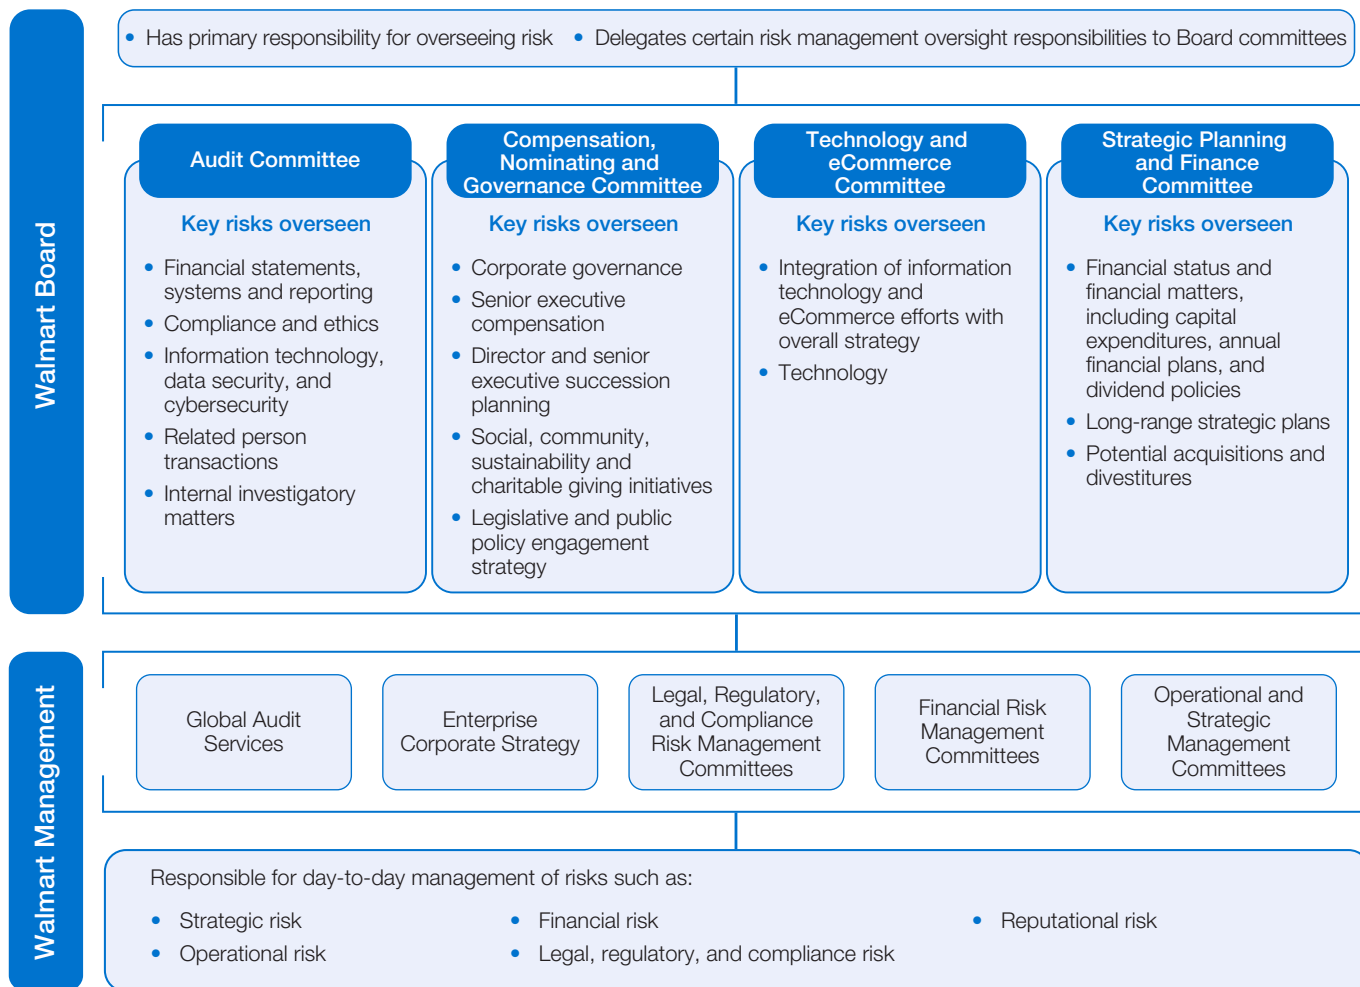 Walmart Board
• Has primary responsibility for overseeing risk • Delegates certain risk management oversight responsibilities to Board committees
Audit Committee
Key risks overseen
• Financial statements,
systems and reporting
• Compliance and ethics
• Information technology,
data security, and
cybersecurity
• Related person
transactions
• Internal investigatory
matters
Compensation,
Nominating and
Governance Committee
Key risks overseen
• Corporate governance
• Senior executive
compensation
• Director and senior
executive succession
planning
• Social, community,
sustainability and
charitable giving initiatives
• Legislative and public
policy engagement
strategy
Technology and
eCommerce
Committee
Key risks overseen
• Integration of information
technology and
eCommerce efforts with
overall strategy
• Technology
Strategic Planning
and Finance
Committee
Key risks overseen
• Financial status and
financial matters,
including capital
expenditures, annual
financial plans, and
dividend policies
• Long-range strategic plans
• Potential acquisitions and
divestitures
Walmart Management
Global Audit
Services
Enterprise
Corporate Strategy
Legal, Regulatory,
and Compliance
Risk Management
Committees
Financial Risk
Management
Committees
Operational and
Strategic
Management
Committees
Responsible for day-to-day management of risks such as:
• Strategic risk
• Operational risk
• Financial risk
• Legal, regulatory, and compliance risk
• Reputational risk